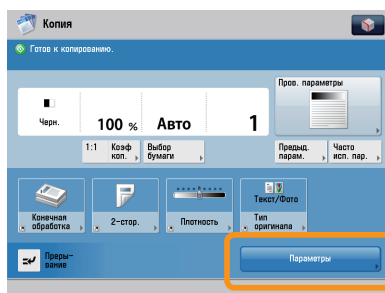 Копия
Готов к копированию.
Пров. параметры
Черн.
100 %
Авто
1
1:1
Коэф
коп.
Выбор
бумаги
Предыд.
парам.
Часто
исп. пар.
Текст/Фото
Конечная
обработка
2-стор.
Плотность
Тип
оригинала
Преры-
вание
Параметры